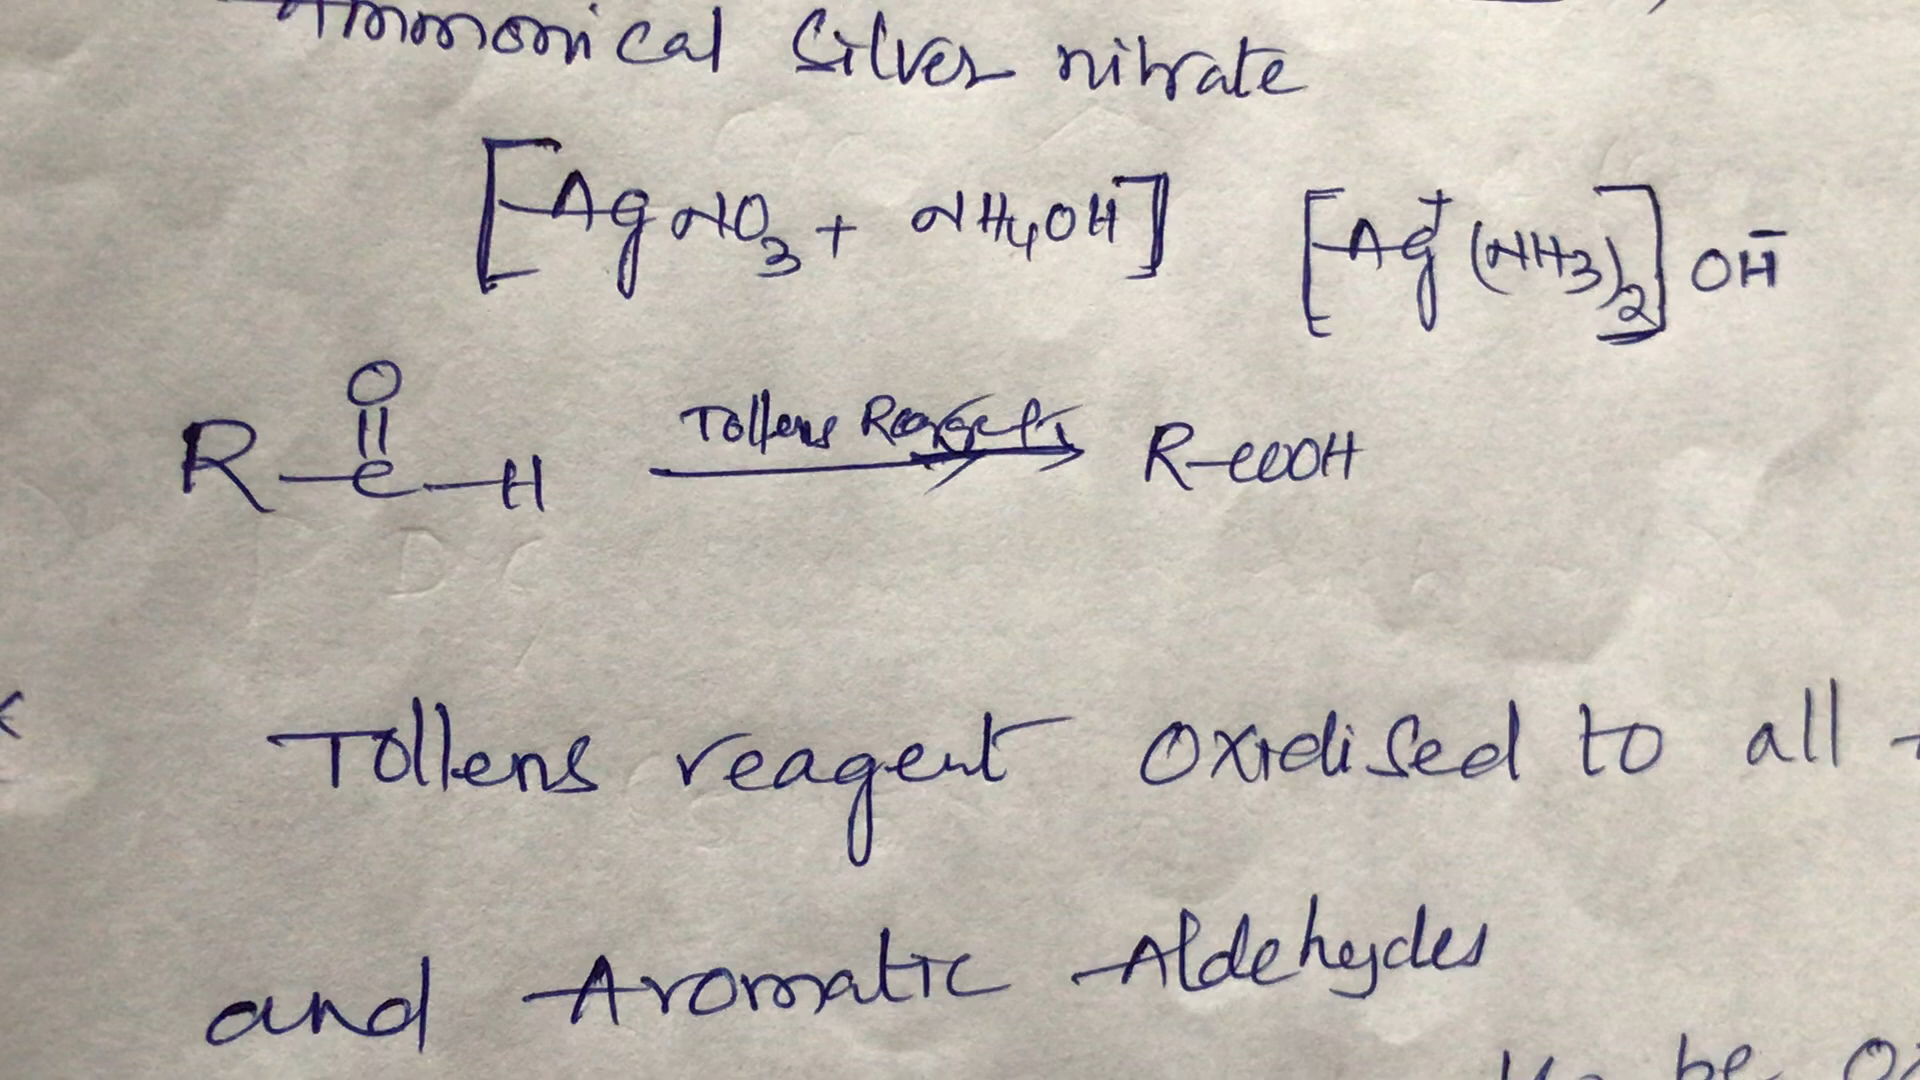 Ammonical Silver nitrate
[AgNO3 + NH4OH] [Ag+(NH3)2]OH-
O
R-C-H Tollens Reagent R-COOH
Tollens reagent Oxidised to all
and Aromatic Aldehydes
be